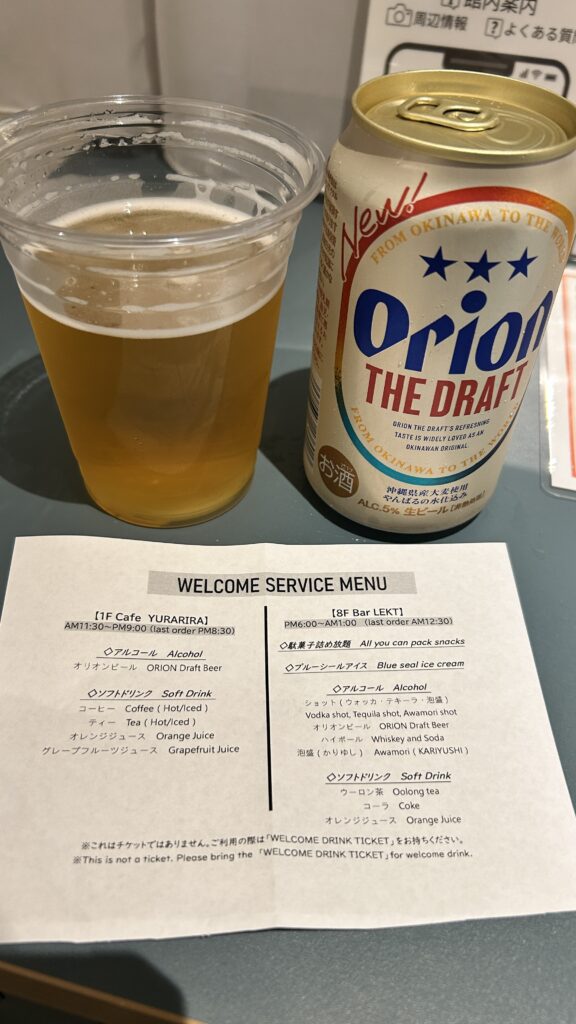 館内案内
周辺情報 ? よくある質
New!
FROM OKINAWA TO THE
Orion
THE DRAFT
ORION THE DRAFT'S REFRESHING
TASTE IS WIDELY LOVED AS AN
OKINAWAN ORIGINAL.
FROM OKINAWA TO THE
お酒
沖縄県産大麦使用
やんばるの水仕込み
ALC.5% 生ビール
WELCOME SERVICE MENU
【1F Cafe YURARIRA】
AM11:30~PM9:00 (last order PM8:30)
◇アルコール Alcohol
オリオンビール ORION Draft Beer
◇ソフトドリンク Soft Drink
コーヒー Coffee ( Hot/Iced )
ティー Tea ( Hot/Iced )
オレンジジュース Orange Juice
グレープフルーツジュース Grapefruit Juice
【8F Bar LEKT】
PM6:00~AM1:00 (last order AM12:30)
◇駄菓子詰め放題 All you can pack snacks
◇ブルーシールアイス Blue seal ice cream
◇アルコール Alcohol
ショット ( ウォッカ・テキーラ・泡盛 )
Vodka shot, Tequila shot, Awamori shot
オリオンビール ORION Draft Beer
ハイボール Whiskey and Soda
泡盛 ( かりゆし ) Awamori ( KARIYUSHI )
◇ソフトドリンク Soft Drink
ウーロン茶 Oolong tea
コーラ Coke
オレンジジュース Orange Juice
※これはチケットではありません。ご利用の際は「WELCOME DRINK TICKET」をお持ちください。
※This is not a ticket. Please bring the 「WELCOME DRINK TICKET」for welcome drink.